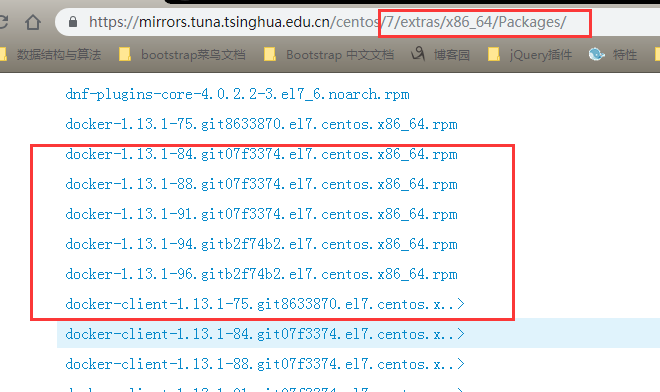 https://mirrors.tuna.tsinghua.edu.cn/centos/7/extras/x86_64/Packages/
数据结构与算法 bootstrap菜鸟文档 Bootstrap 中文文档 博客园 jQuery插件 特性
dnf-plugins-core-4.0.2.2-3.el7_6.noarch.rpm
docker-1.13.1-75.git8633870.el7.centos.x86_64.rpm
docker-1.13.1-84.git07f3374.el7.centos.x86_64.rpm
docker-1.13.1-88.git07f3374.el7.centos.x86_64.rpm
docker-1.13.1-91.git07f3374.el7.centos.x86_64.rpm
docker-1.13.1-94.gitb2f74b2.el7.centos.x86_64.rpm
docker-1.13.1-96.gitb2f74b2.el7.centos.x86_64.rpm
docker-client-1.13.1-75.git8633870.el7.centos.x..>
docker-client-1.13.1-84.git07f3374.el7.centos.x..>
docker-client-1.13.1-88.git07f3374.el7.centos.x..>